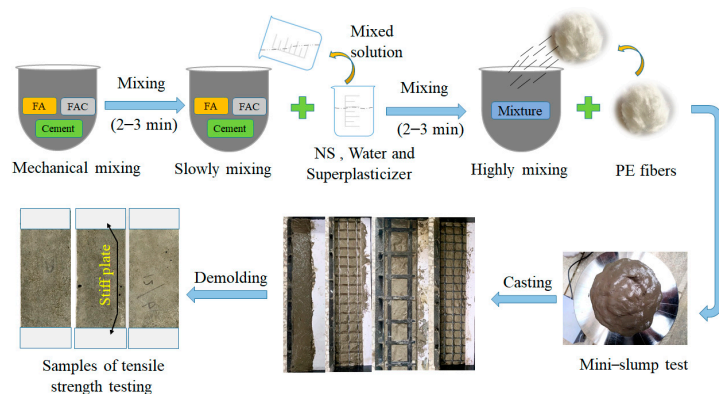 Mixed
solution
Mixing
(2–3 min)
FA
FAC
Cement
Mechanical mixing
FA
FAC
Cement
Slowly mixing
NS , Water and
Superplasticizer
Mixing
(2–3 min)
Mixture
Highly mixing
PE fibers
Stiff plate
Demolding
Casting
Samples of tensile
strength testing
Mini–slump test